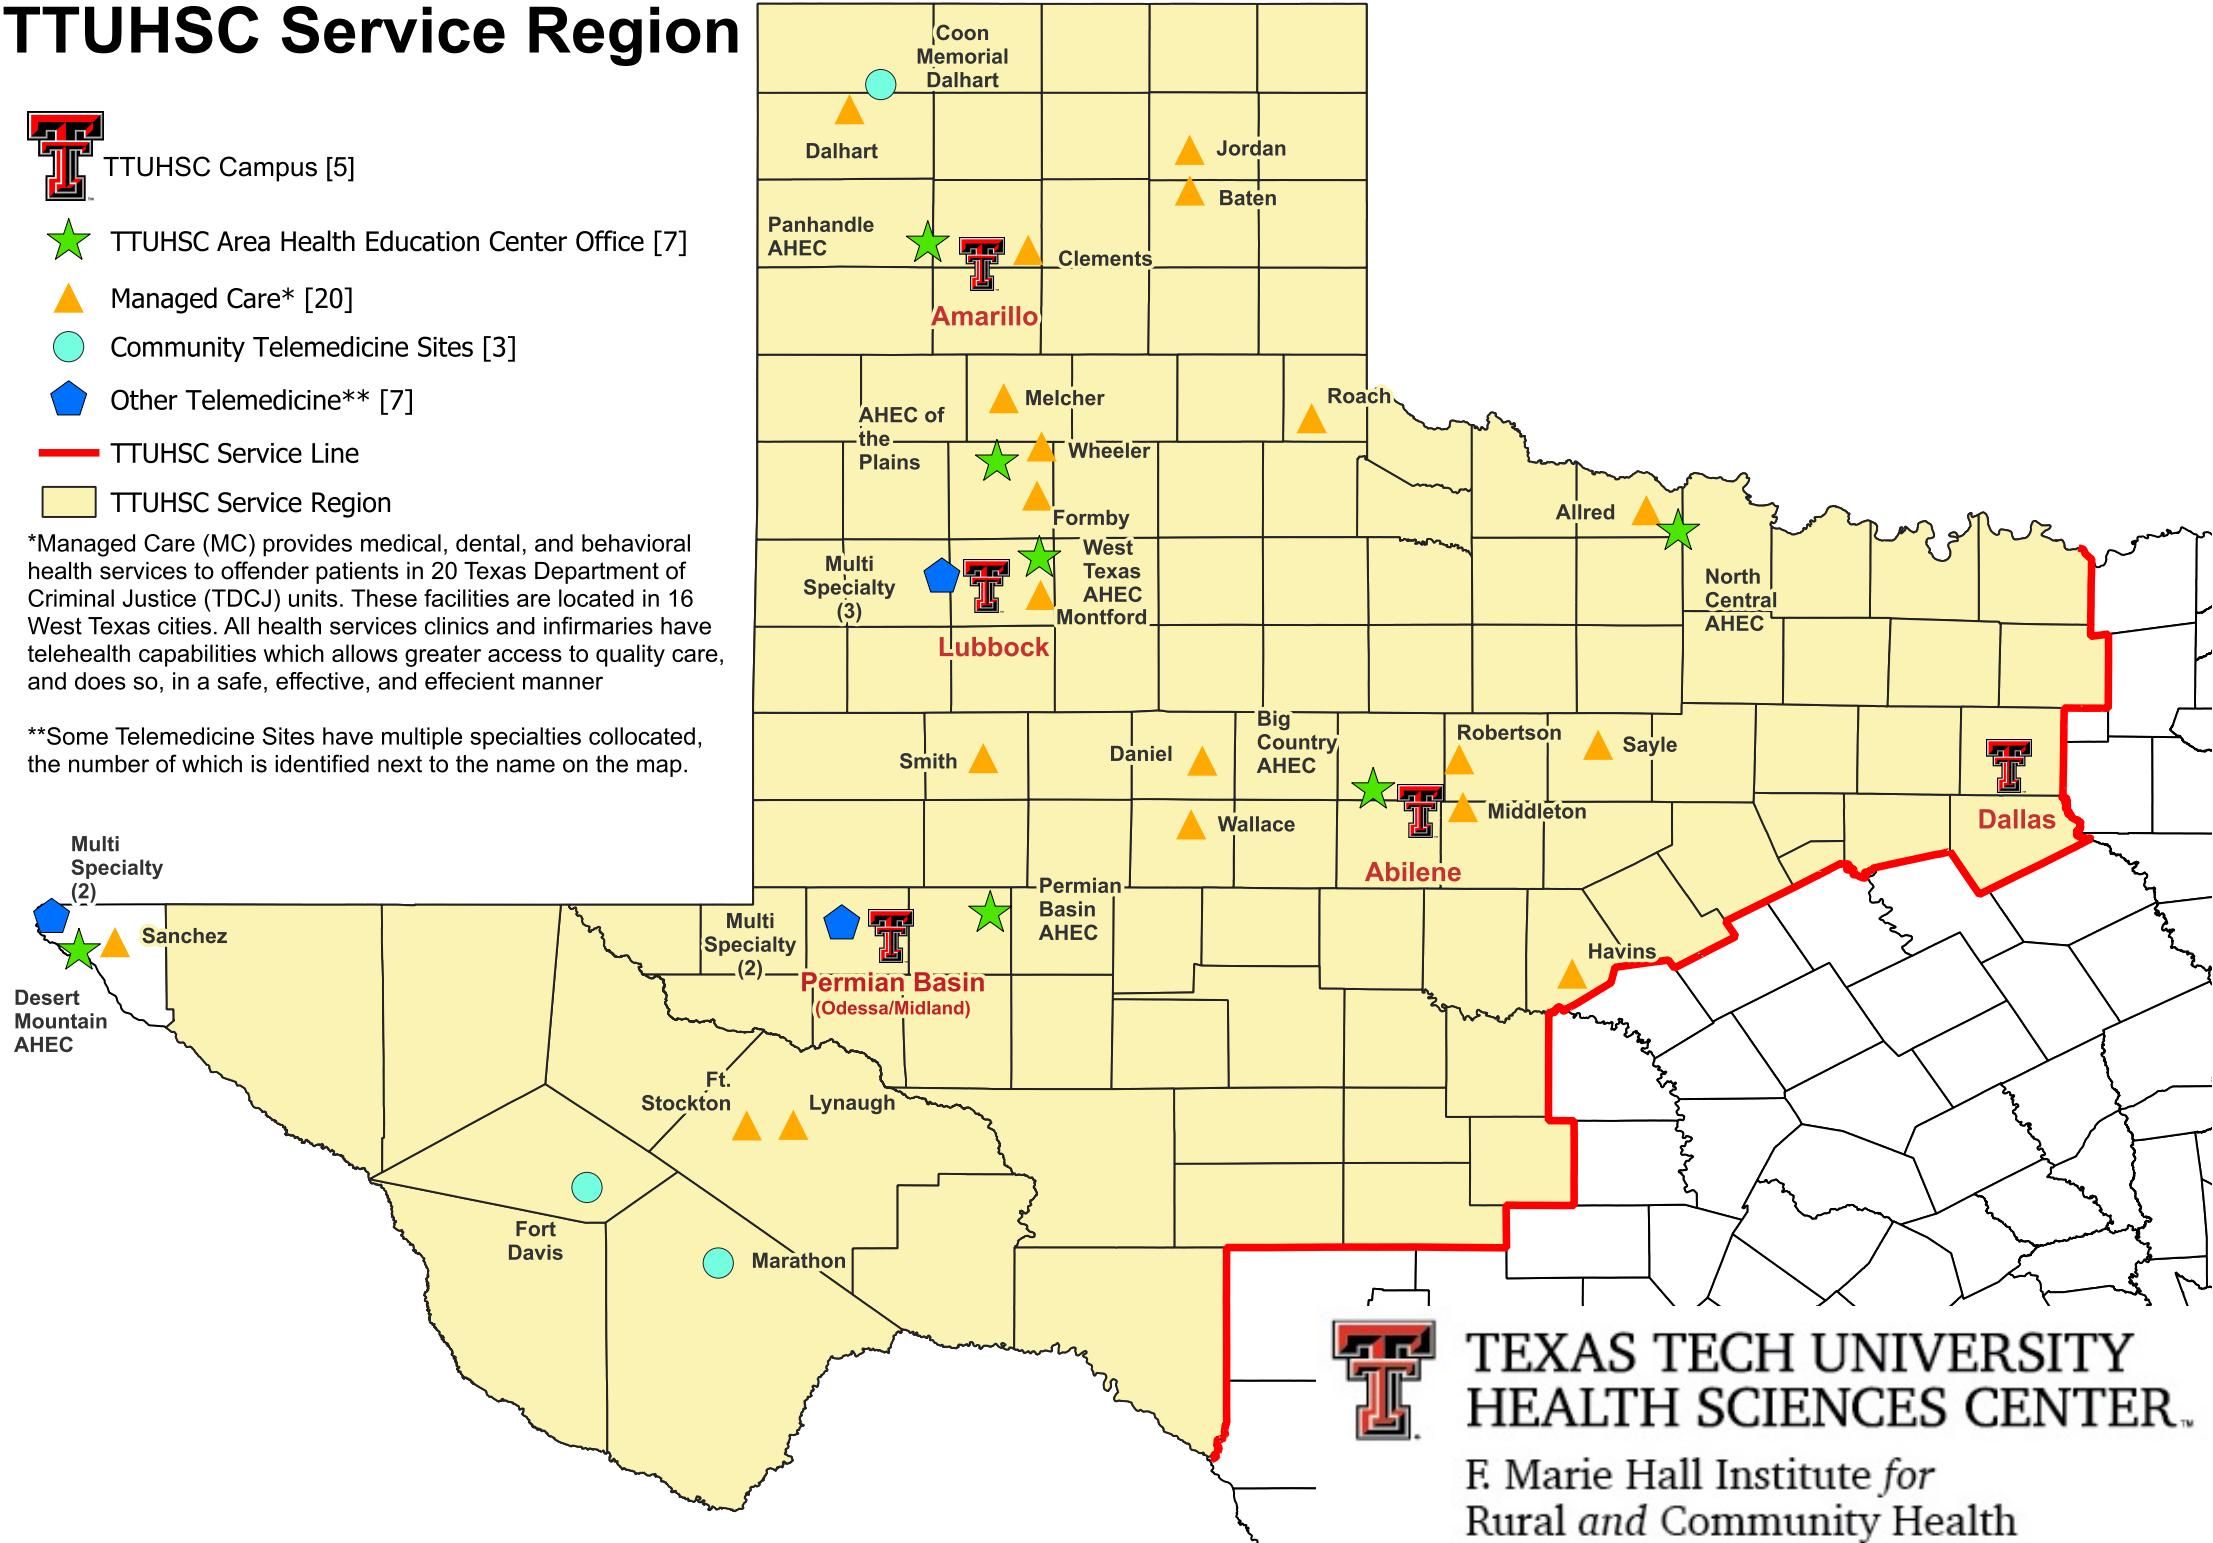 TTUHSC Service Region
TTUHSC Campus [5]
TTUHSC Area Health Education Center Office [7]
Managed Care* [20]
Community Telemedicine Sites [3]
Other Telemedicine** [7]
TTUHSC Service Line
TTUHSC Service Region
*Managed Care (MC) provides medical, dental, and behavioral
health services to offender patients in 20 Texas Department of
Criminal Justice (TDCJ) units. These facilities are located in 16
West Texas cities. All health services clinics and infirmaries have
telehealth capabilities which allows greater access to quality care,
and does so, in a safe, effective, and effecient manner
**Some Telemedicine Sites have multiple specialties collocated,
the number of which is identified next to the name on the map.
Coon
Memorial
Dalhart
Dalhart
Jordan
Baten
Panhandle
AHEC
Clements
Amarillo
Melcher
Roach
AHEC of
the
Plains
Wheeler
Formby
Allred
West
Texas
AHEC
Multi
Specialty
(3)
Montford
Lubbock
North
Central
AHEC
Smith
Daniel
Big
Country
AHEC
Robertson
Sayle
Wallace
Middleton
Abilene
Dallas
Multi
Specialty
(2)
Sanchez
Desert
Mountain
AHEC
Multi
Specialty
(2)
Permian
Basin
AHEC
Permian Basin
(Odessa/Midland)
Havins
Ft.
Stockton
Lynaugh
Fort
Davis
Marathon
TEXAS TECH UNIVERSITY
HEALTH SCIENCES CENTER™
F. Marie Hall Institute for
Rural and Community Health